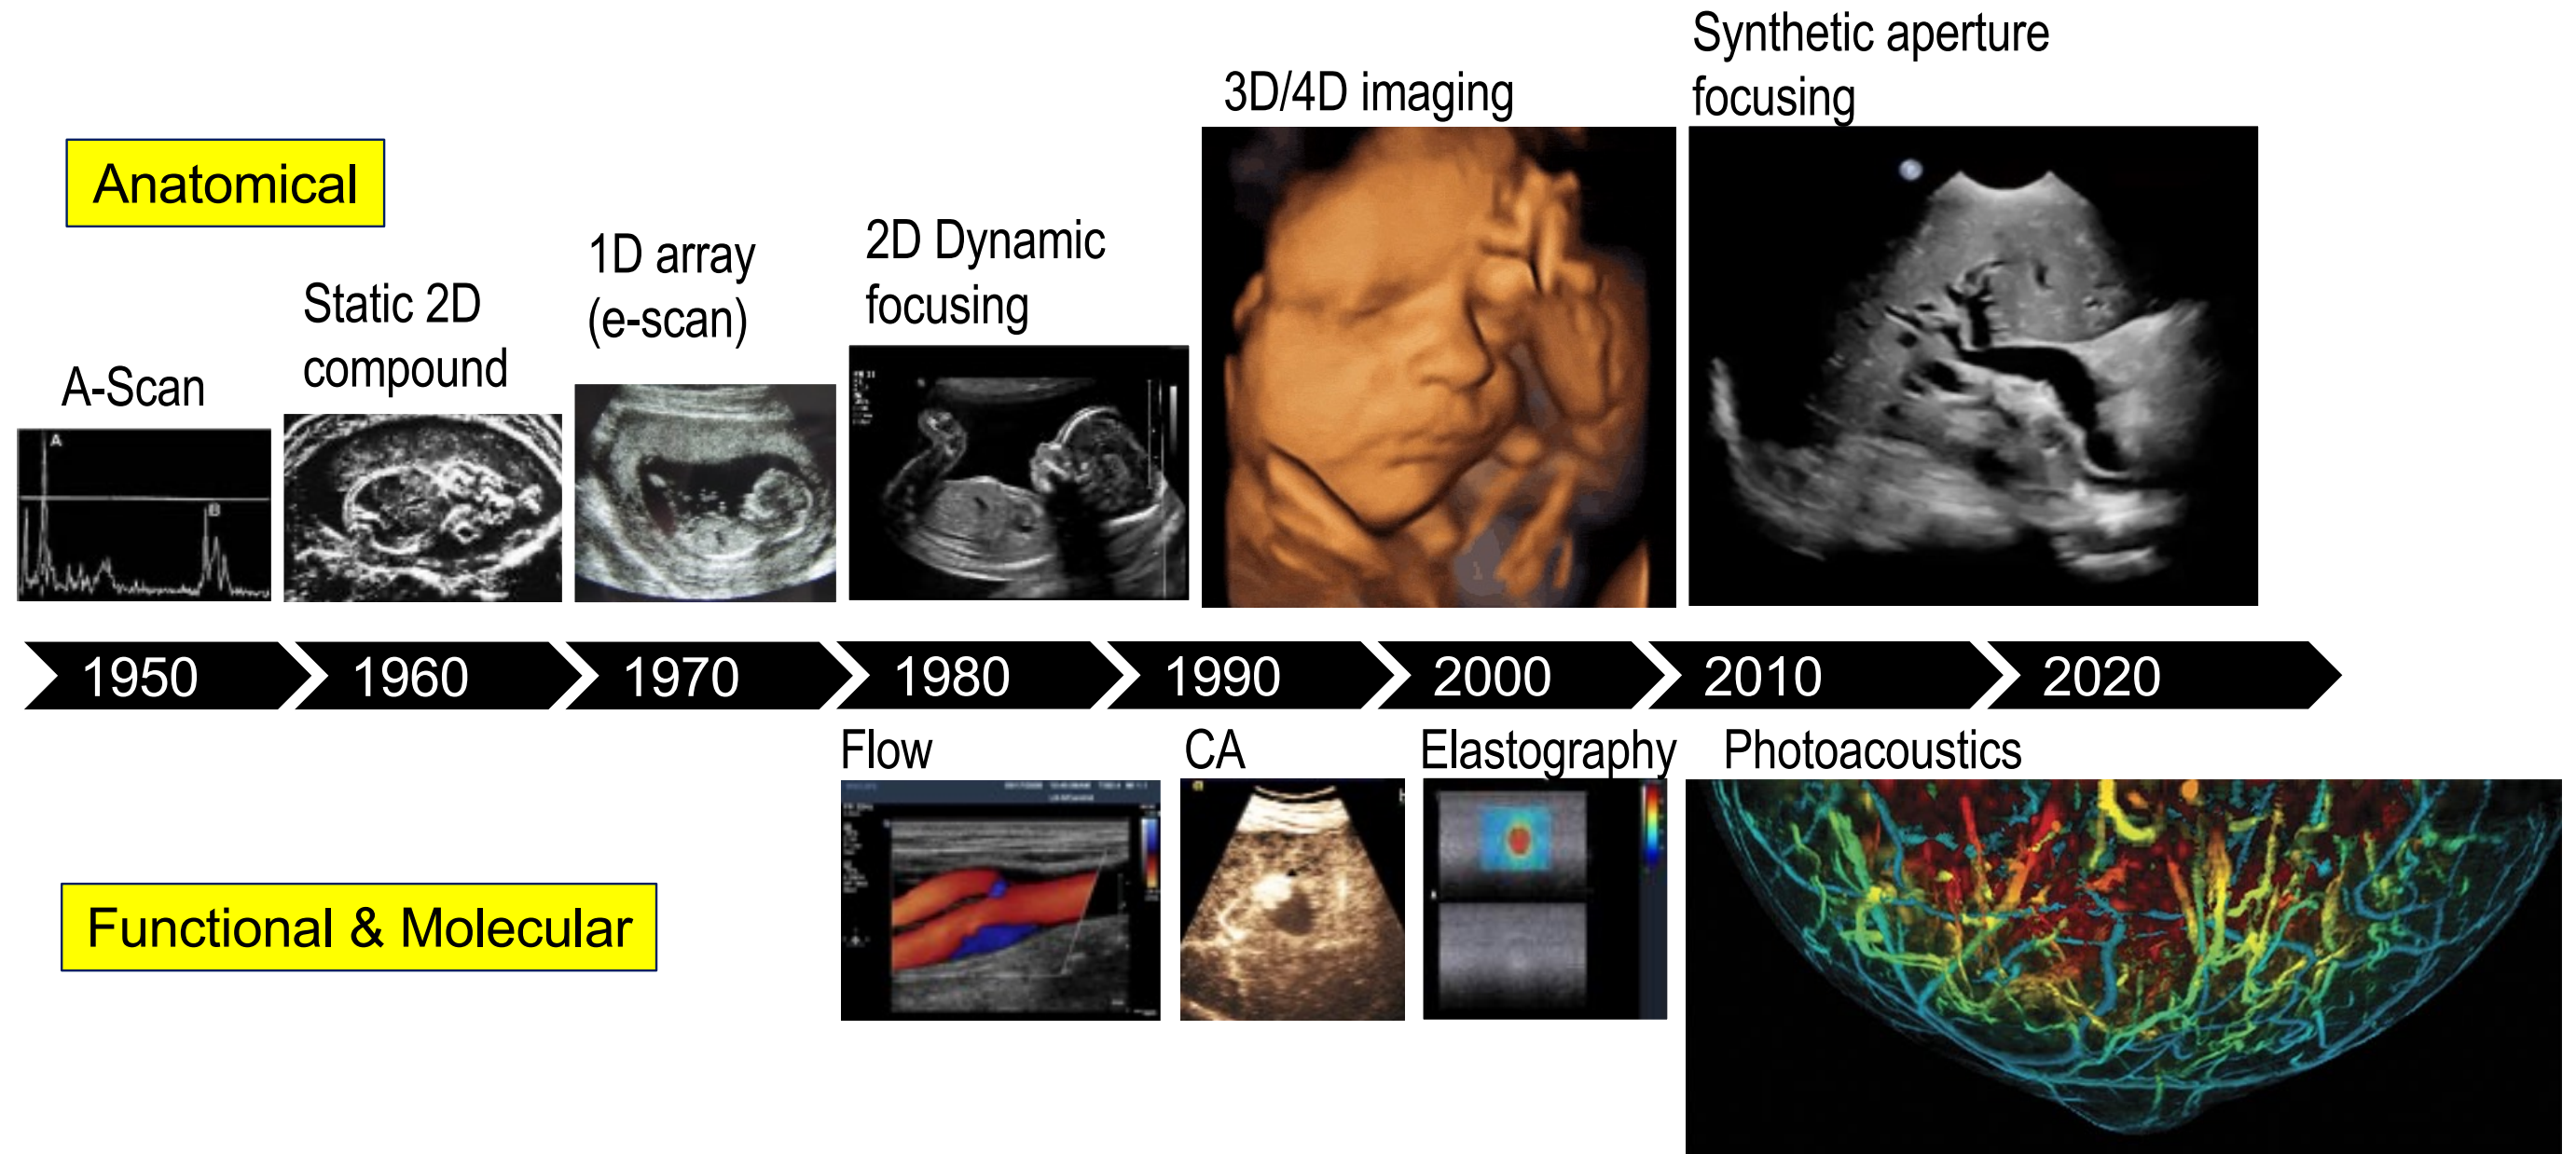 Synthetic aperture
focusing
3D/4D imaging
Anatomical
2D Dynamic
focusing
1D array
(e-scan)
Static 2D
compound
A-Scan
A
B
1950
1960
1970
1980
1990
2000
2010
2020
Flow
CA
Elastography
Photoacoustics
Functional & Molecular